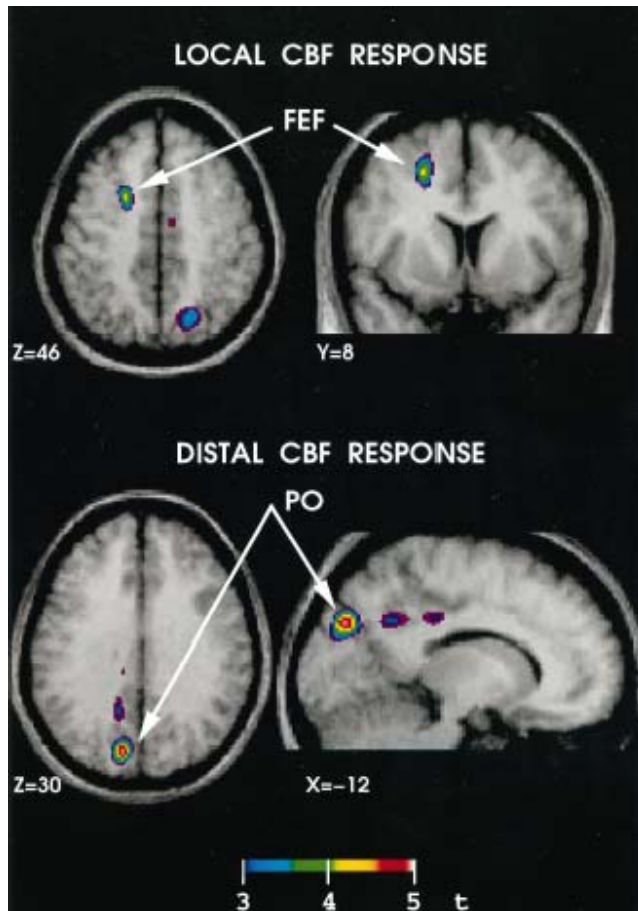 LOCAL CBF RESPONSE
FEF
Z=46
Y=8
DISTAL CBF RESPONSE
PO
Z=30
X=-12
3 4 5 t